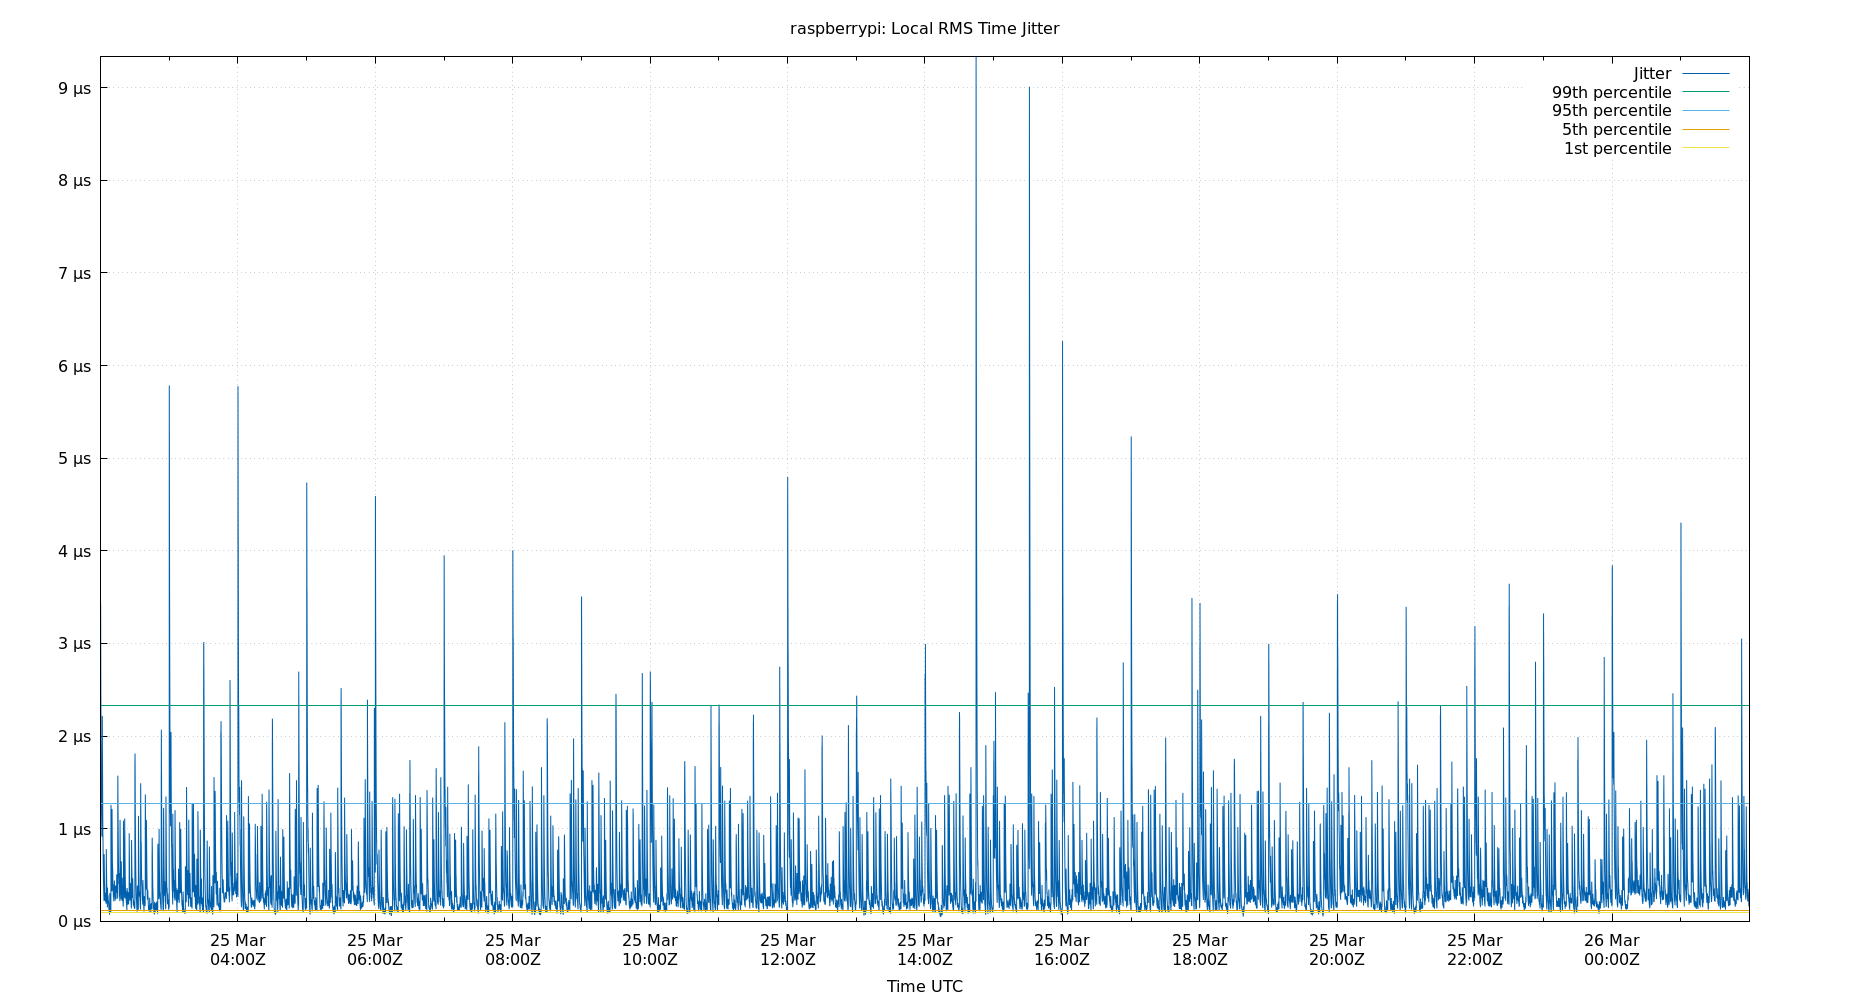 raspberrypi: Local RMS Time Jitter
Jitter
99th percentile
95th percentile
5th percentile
1st percentile
9 µs
8 µs
7 µs
6 µs
5 µs
4 µs
3 µs
2 µs
1 µs
0 µs
25 Mar 25 Mar 25 Mar 25 Mar 25 Mar 25 Mar 25 Mar 25 Mar 25 Mar 25 Mar 26 Mar
04:00Z 06:00Z 08:00Z 10:00Z 12:00Z 14:00Z 16:00Z 18:00Z 20:00Z 22:00Z 00:00Z
Time UTC